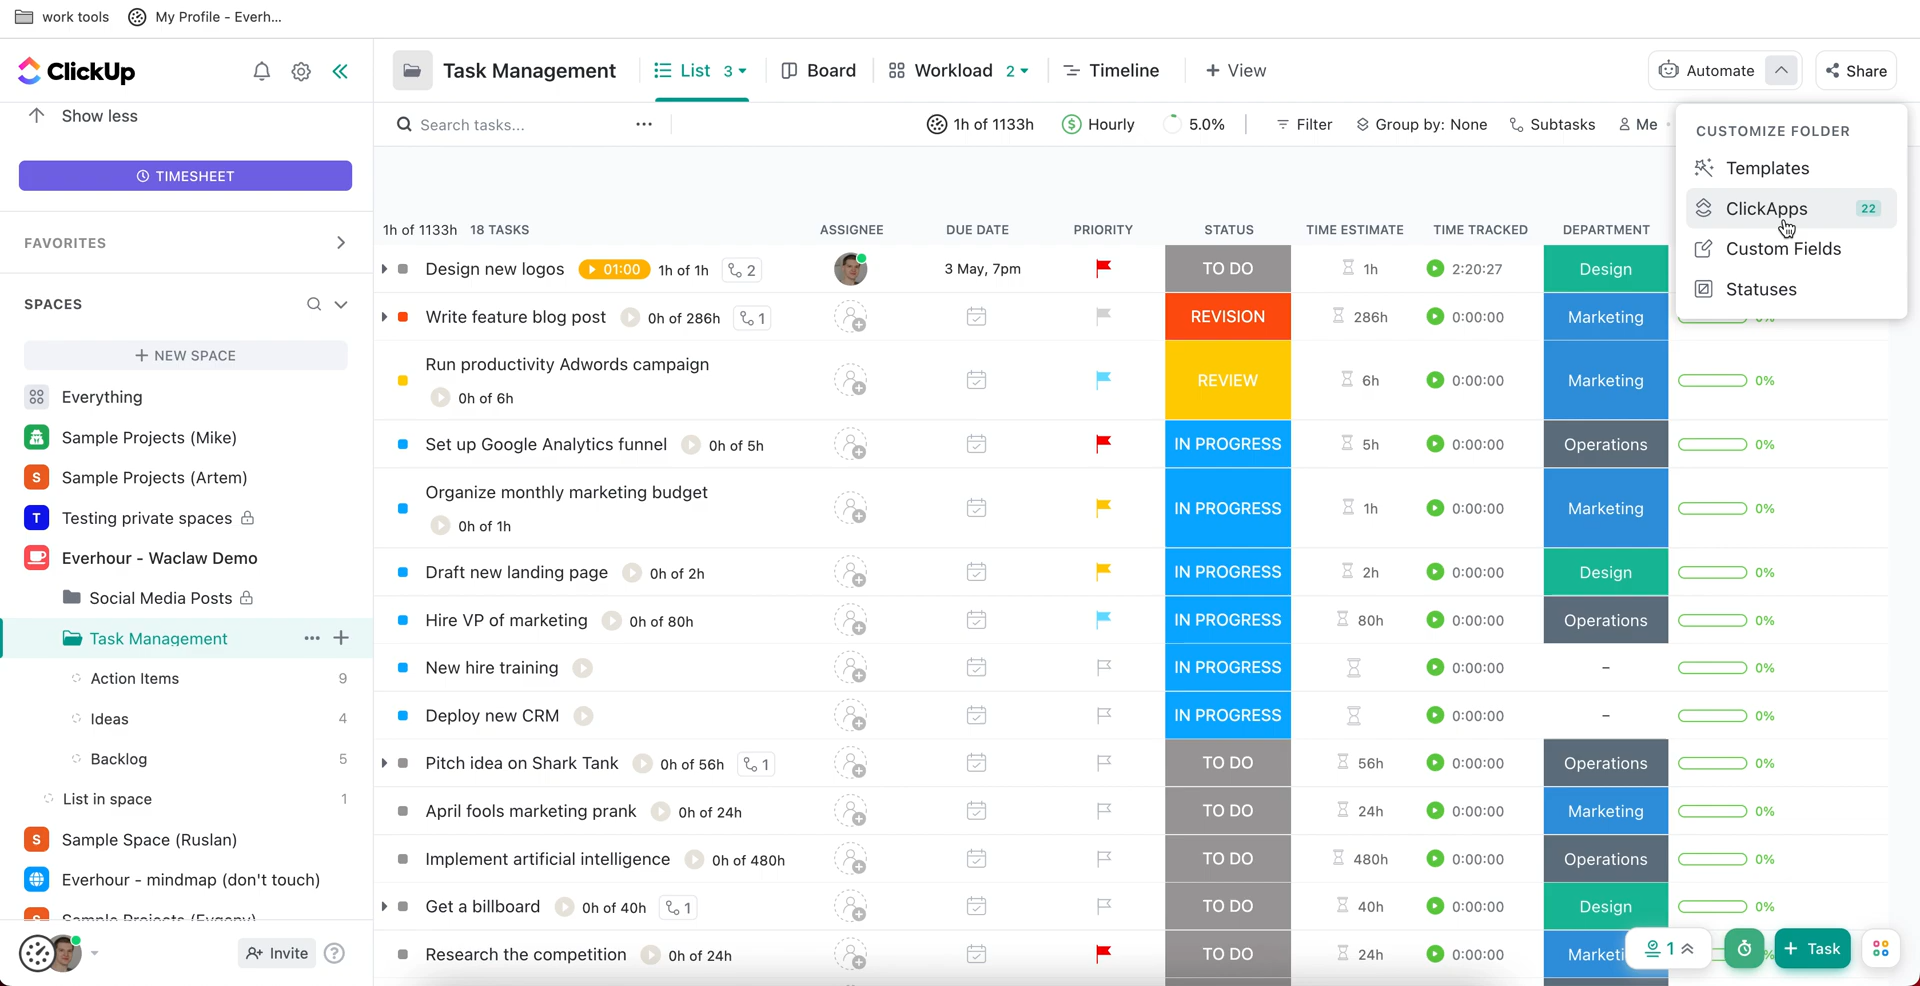 work tools My Profile - Everh...
ClickUp
Task Management List 3 Board Workload 2 Timeline + View Automate Share
Show less
Search tasks... ... 1h of 1133h Hourly 5.0% Filter Group by: None Subtasks Me
CUSTOMIZE FOLDER
Templates
ClickApps 22
Custom Fields
Statuses
TIMESHEET
FAVORITES
SPACES
+ NEW SPACE
Everything
Sample Projects (Mike)
S Sample Projects (Artem)
T Testing private spaces
Everhour - Waclaw Demo
Social Media Posts
Task Management ... +
Action Items 9
Ideas 4
Backlog 5
List in space 1
S Sample Space (Ruslan)
Everhour - mindmap (don't touch)
Sample Projects (Evgeny)
Invite ?
1h of 1133h 18 TASKS ASSIGNEE DUE DATE PRIORITY STATUS TIME ESTIMATE TIME TRACKED DEPARTMENT
Design new logos 01:00 1h of 1h 2 3 May, 7pm TO DO 1h 2:20:27 Design
Write feature blog post 0h of 286h 1 REVISION 286h 0:00:00 Marketing
Run productivity Adwords campaign
0h of 6h REVIEW 6h 0:00:00 Marketing 0%
Set up Google Analytics funnel 0h of 5h IN PROGRESS 5h 0:00:00 Operations 0%
Organize monthly marketing budget
0h of 1h IN PROGRESS 1h 0:00:00 Marketing 0%
Draft new landing page 0h of 2h IN PROGRESS 2h 0:00:00 Design 0%
Hire VP of marketing 0h of 80h IN PROGRESS 80h 0:00:00 Operations 0%
New hire training IN PROGRESS 0:00:00 – 0%
Deploy new CRM IN PROGRESS 0:00:00 – 0%
Pitch idea on Shark Tank 0h of 56h 1 TO DO 56h 0:00:00 Operations 0%
April fools marketing prank 0h of 24h TO DO 24h 0:00:00 Marketing 0%
Implement artificial intelligence 0h of 480h TO DO 480h 0:00:00 Operations 0%
Get a billboard 0h of 40h 1 TO DO 40h 0:00:00 Design 0%
Research the competition 0h of 24h TO DO 24h 0:00:00 Marketi
1 + Task